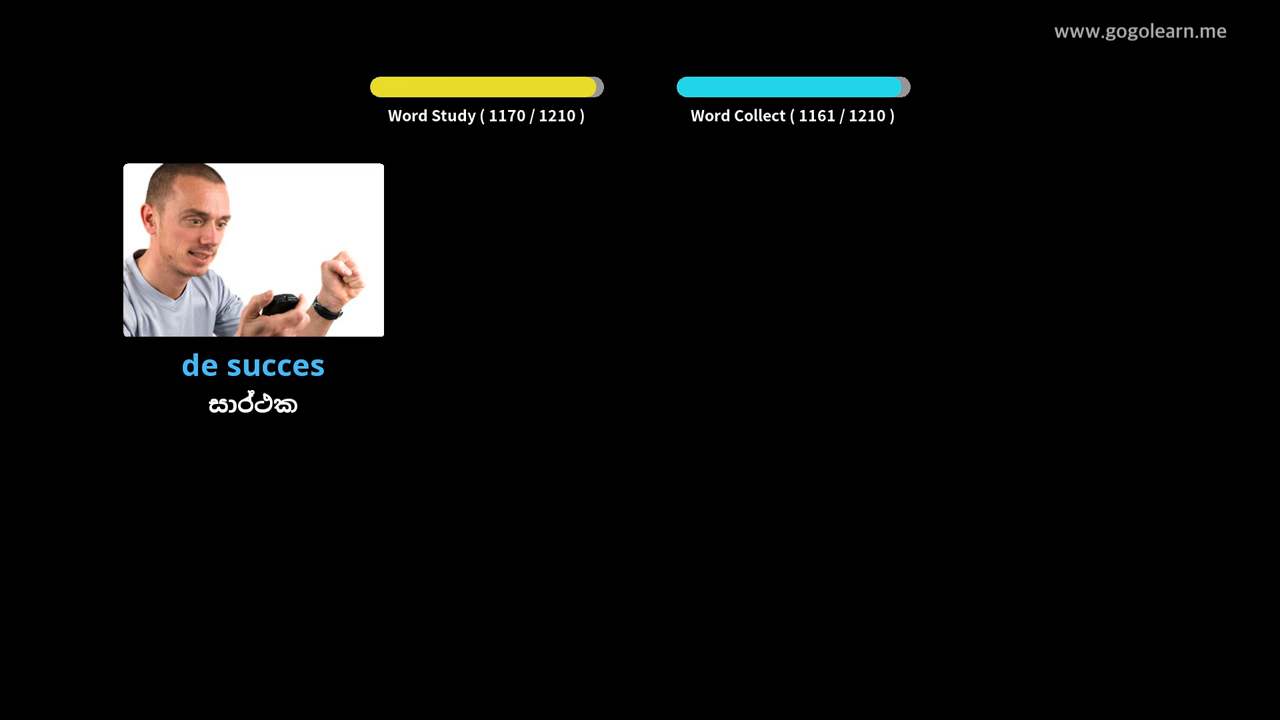 www.gogolearn.me
Word Study ( 1170 / 1210 )
Word Collect ( 1161 / 1210 )
de succes
සාර්ථක